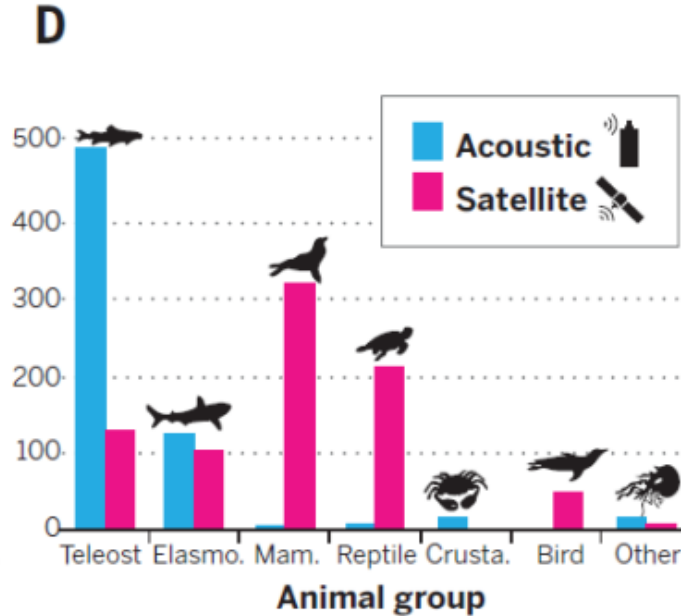 D
500
400
300
200
100
0
Acoustic
Satellite
Teleost Elasmo. Mam. Reptile Crusta. Bird Other
Animal group